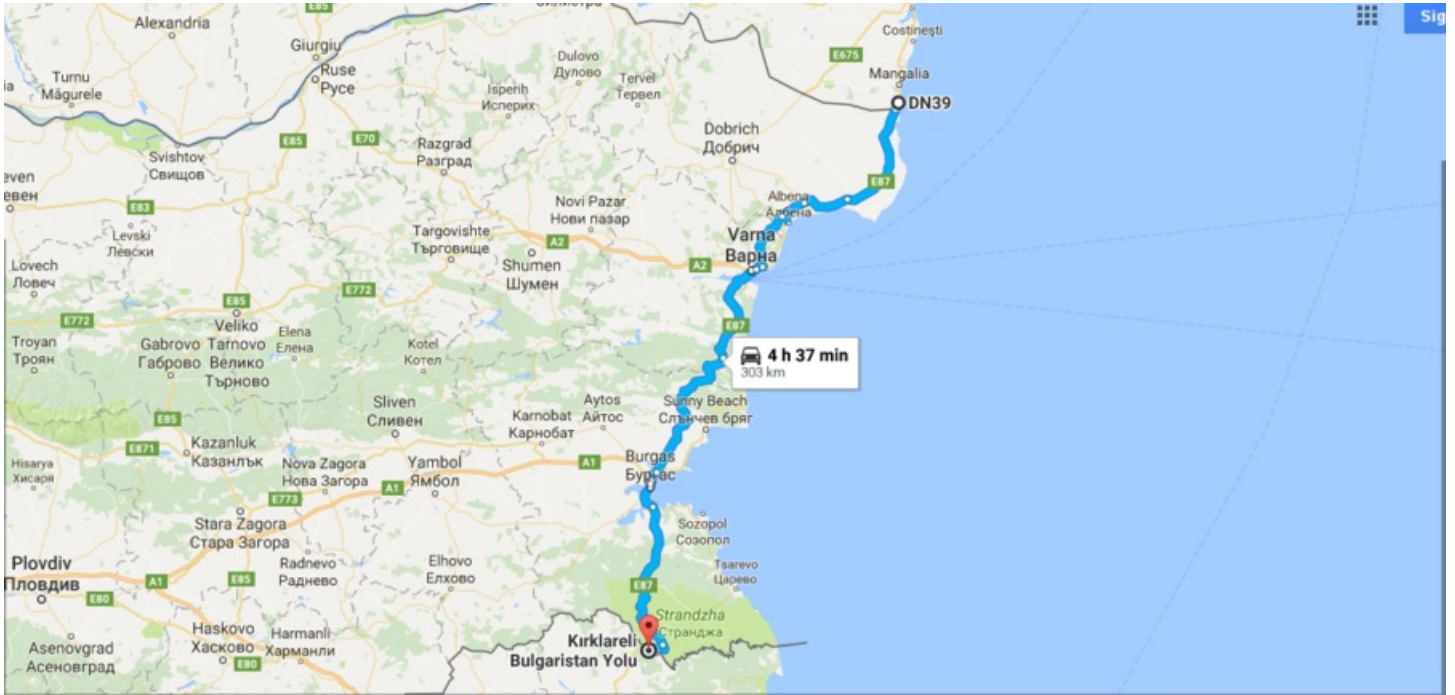 E85
Силистра
Alexandria
Costinești
Giurgiu
Sig
Turnu
Măgurele
Ruse
Русе
Dulovo
Дулово
E675
Mangalia
Tervel
Тервел
Isperih
Исперих
DN39
E85
E70
Dobrich
Добрич
Razgrad
Разград
Svishtov
Свищов
even
евен
E83
E87
Albena
Албена
Novi Pazar
Нови пазар
Levski
Левски
Targovishte
Търговище
A2
Varna
Варна
Lovech
Ловеч
Shumen
Шумен
A2
E772
E85
E772
Veliko
Tarnovo
Велико
Търново
Elena
Елена
E87
Troyan
Троян
Gabrovo
Габрово
Kotel
Котел
4 h 37 min
303 km
Sliven
Сливен
Aytos
Айтос
Sunny Beach
Слънчев бряг
Karnobat
Карнобат
E85
E871
Kazanluk
Казанлък
Hisarya
Хисаря
Nova Zagora
Нова Загора
Yambol
Ямбол
A1
Burgas
Бургас
A1
E773
Stara Zagora
Стара Загора
Sozopol
Созопол
Plovdiv
Пловдив
Radnevo
Раднево
Elhovo
Елхово
Tsarevo
Царево
A1
E85
E87
E80
Strandzha
Странджа
Haskovo
Хасково
Harmanli
Харманли
Asenovgrad
Асеновград
E80
Kırklareli
Bulgaristan Yolu